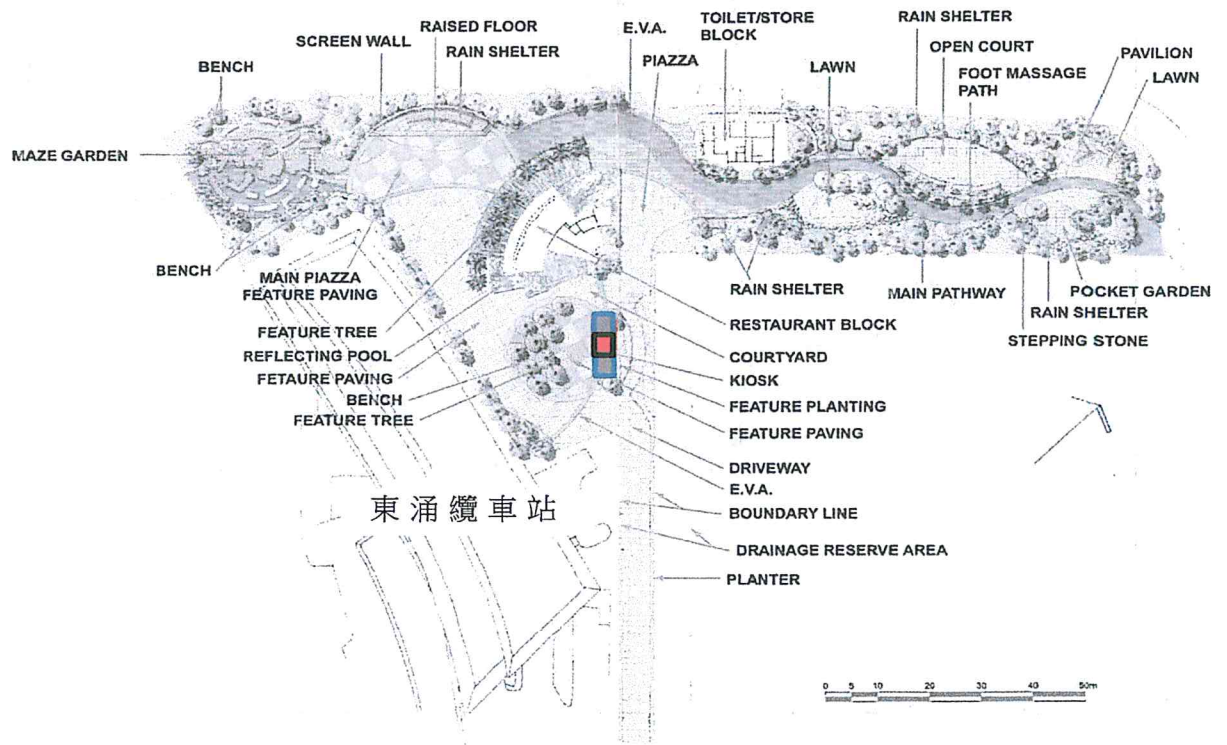 TOILET/STORE
BLOCK
RAIN SHELTER
E.V.A.
RAISED FLOOR
SCREEN WALL
RAIN SHELTER
OPEN COURT
PAVILION
BENCH
PIAZZA
LAWN
FOOT MASSAGE
PATH
LAWN
MAZE GARDEN
BENCH
MAIN PIAZZA
FEATURE PAVING
RAIN SHELTER
MAIN PATHWAY
POCKET GARDEN
RAIN SHELTER
STEPPING STONE
FEATURE TREE
RESTAURANT BLOCK
REFLECTING POOL
COURTYARD
FETAURE PAVING
KIOSK
BENCH
FEATURE PLANTING
FEATURE TREE
FEATURE PAVING
DRIVEWAY
E.V.A.
東涌纜車站
BOUNDARY LINE
DRAINAGE RESERVE AREA
PLANTER
0 5 10 20 30 40 50m